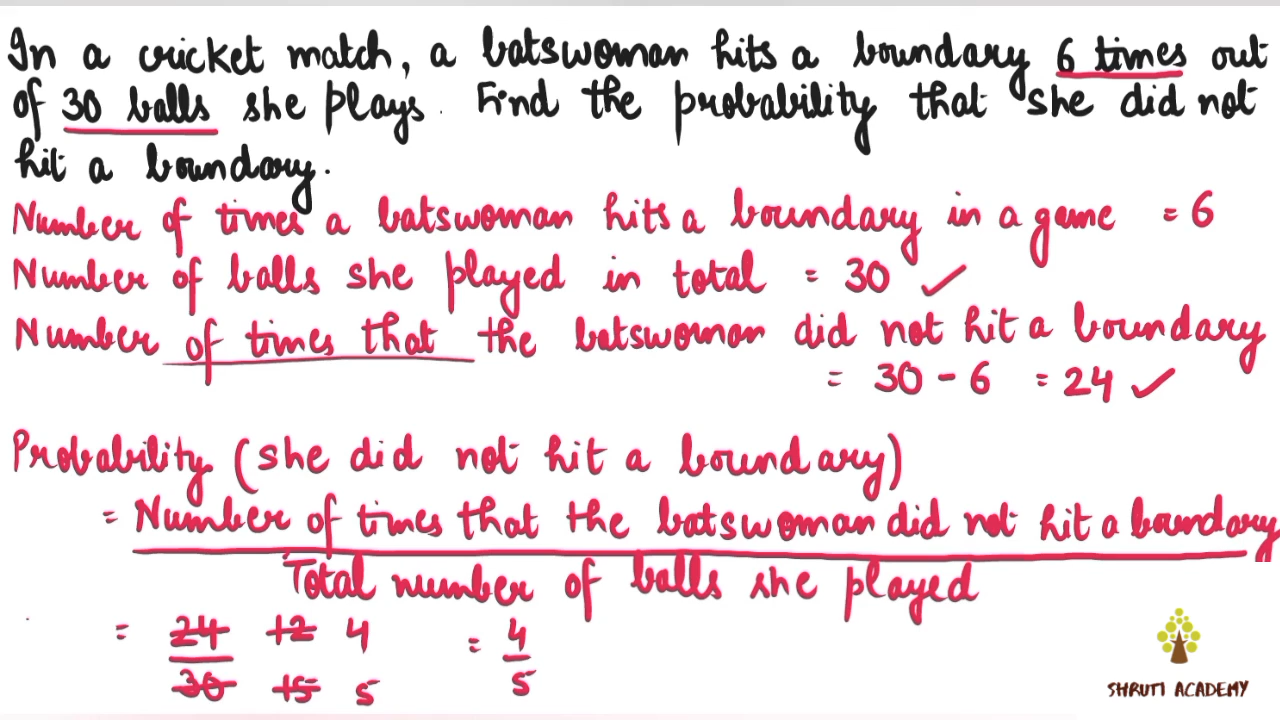 In a cricket match, a batswoman hits a boundary 6 times out
of 30 balls she plays. Find the probability that she did not
hit a boundary.
Number of times a batswoman hits a boundary in a game = 6
Number of balls she played in total = 30 ✓
Number of times that the batswoman did not hit a boundary
= 30 - 6 = 24 ✓
Probability (she did not hit a boundary)
= Number of times that the batswoman did not hit a boundary
Total number of balls she played
= 24 12 4 = 4
30 15 5 5
SHRUTI ACADEMY